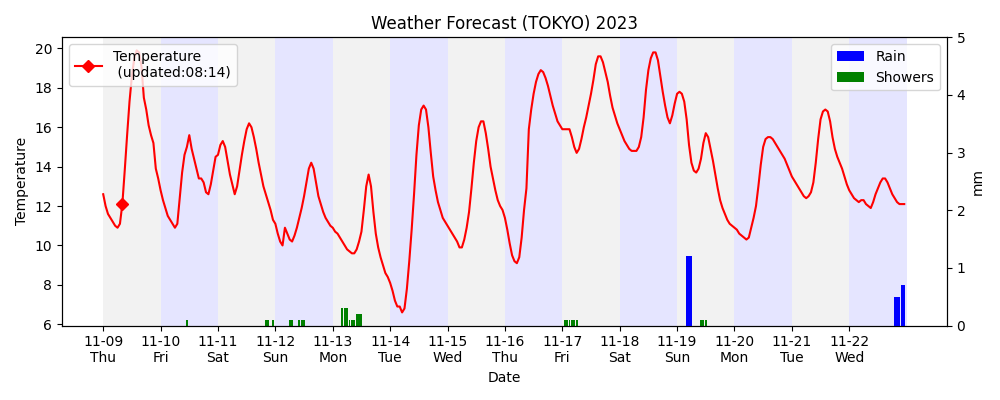 Weather Forecast (TOKYO) 2023
Temperature
(updated:08:14)
Rain
Showers
Temperature
20
18
16
14
12
10
8
6
5
4
3
2
1
0
mm
11-09 11-10 11-11 11-12 11-13 11-14 11-15 11-16 11-17 11-18 11-19 11-20 11-21 11-22
Thu Fri Sat Sun Mon Tue Wed Thu Fri Sat Sun Mon Tue Wed
Date